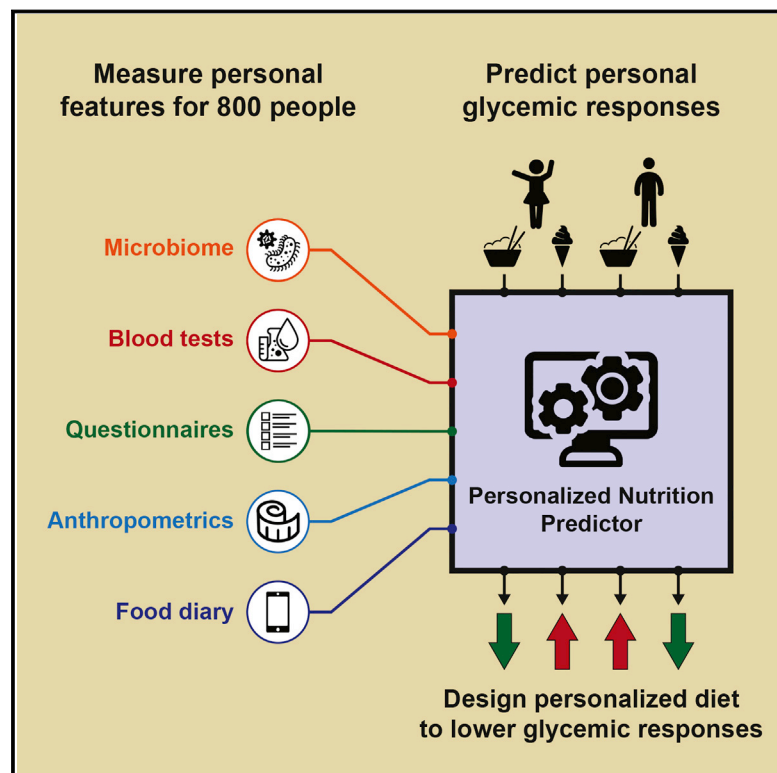 Measure personal
features for 800 people
Predict personal
glycemic responses
Microbiome
Blood tests
Questionnaires
Anthropometrics
Food diary
Personalized Nutrition
Predictor
Design personalized diet
to lower glycemic responses